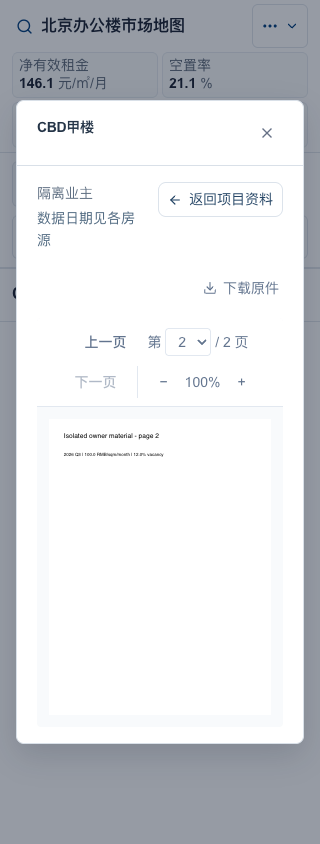 北京办公楼市场地图
净有效租金
146.1 元/㎡/月
空置率
21.1 %
CBD甲楼
隔离业主
数据日期见各房
源
返回项目资料
下载原件
上一页
第 2 / 2 页
下一页
− 100% +
Isolated owner material - page 2
2026 Q3 | 100.0 RMB/sqm/month | 12.0% vacancy